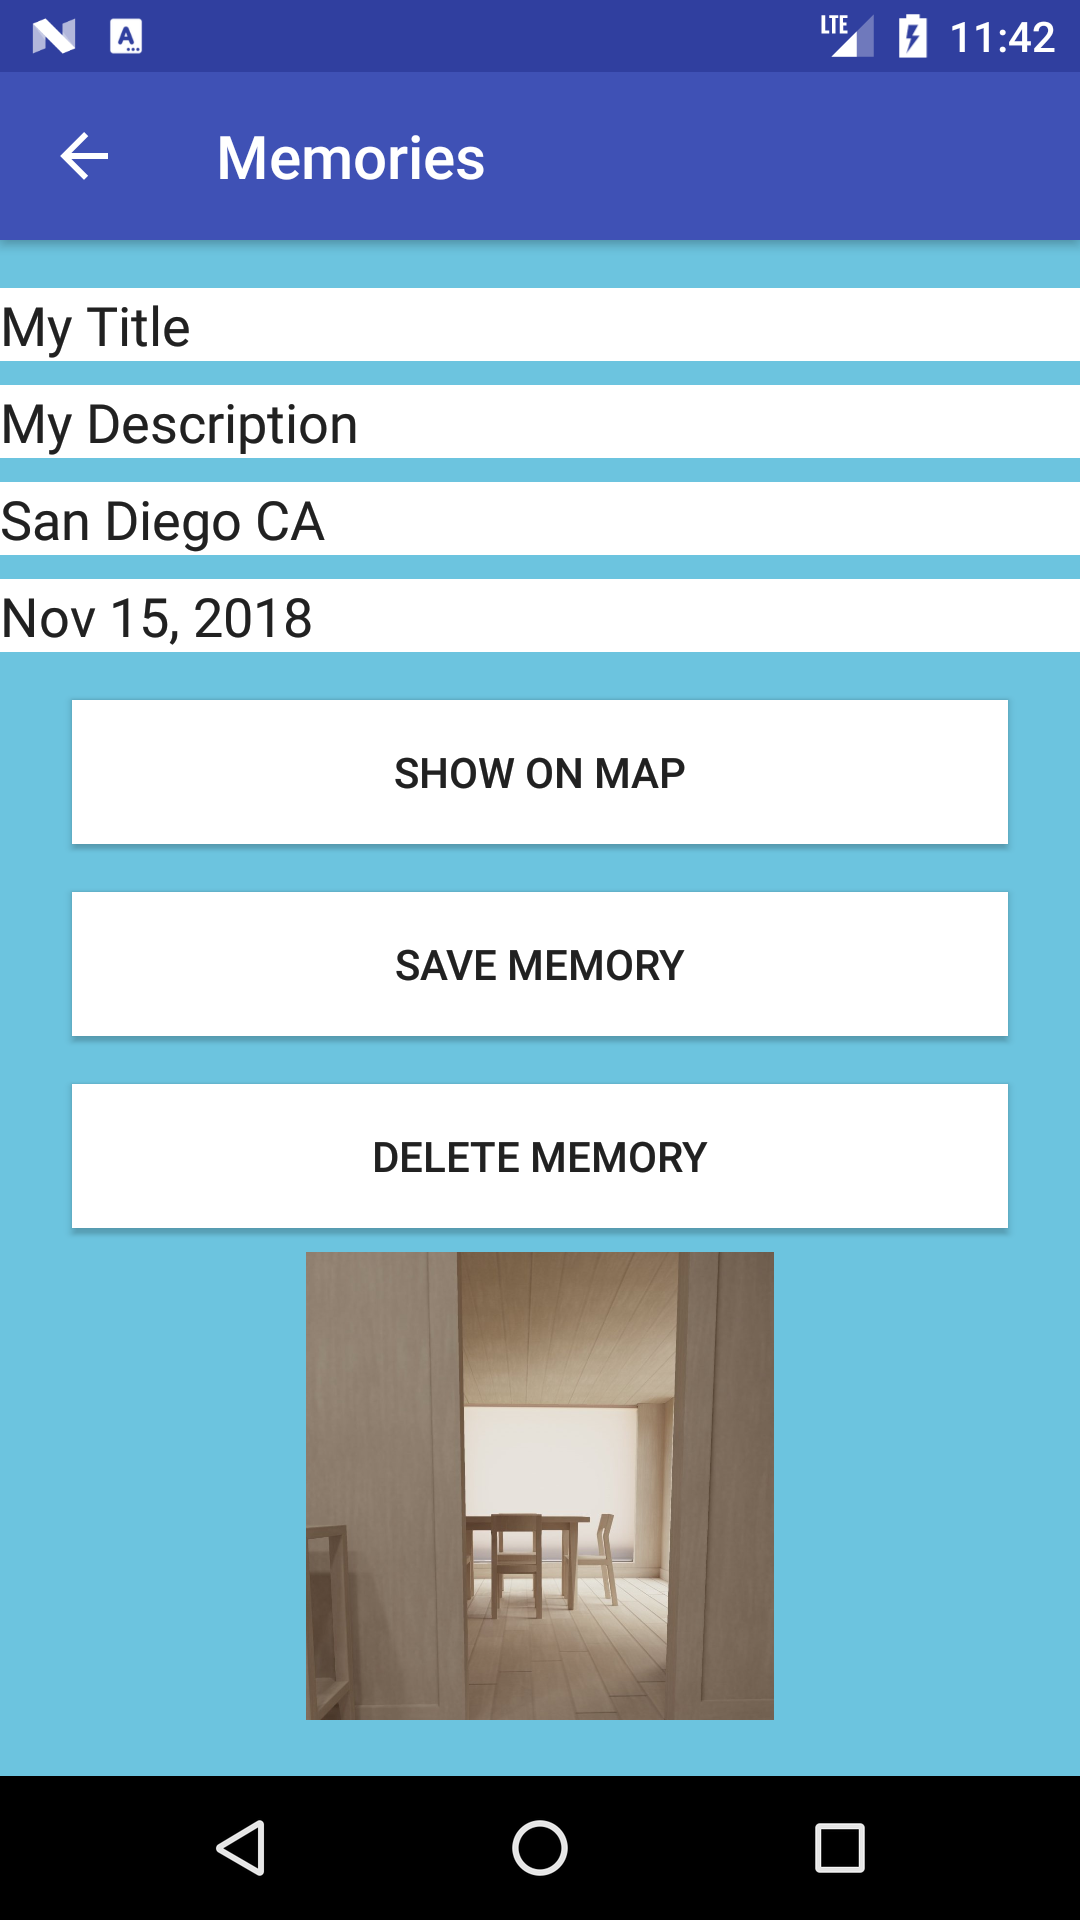 LTE 11:42
Memories
My Title
My Description
San Diego CA
Nov 15, 2018
SHOW ON MAP
SAVE MEMORY
DELETE MEMORY